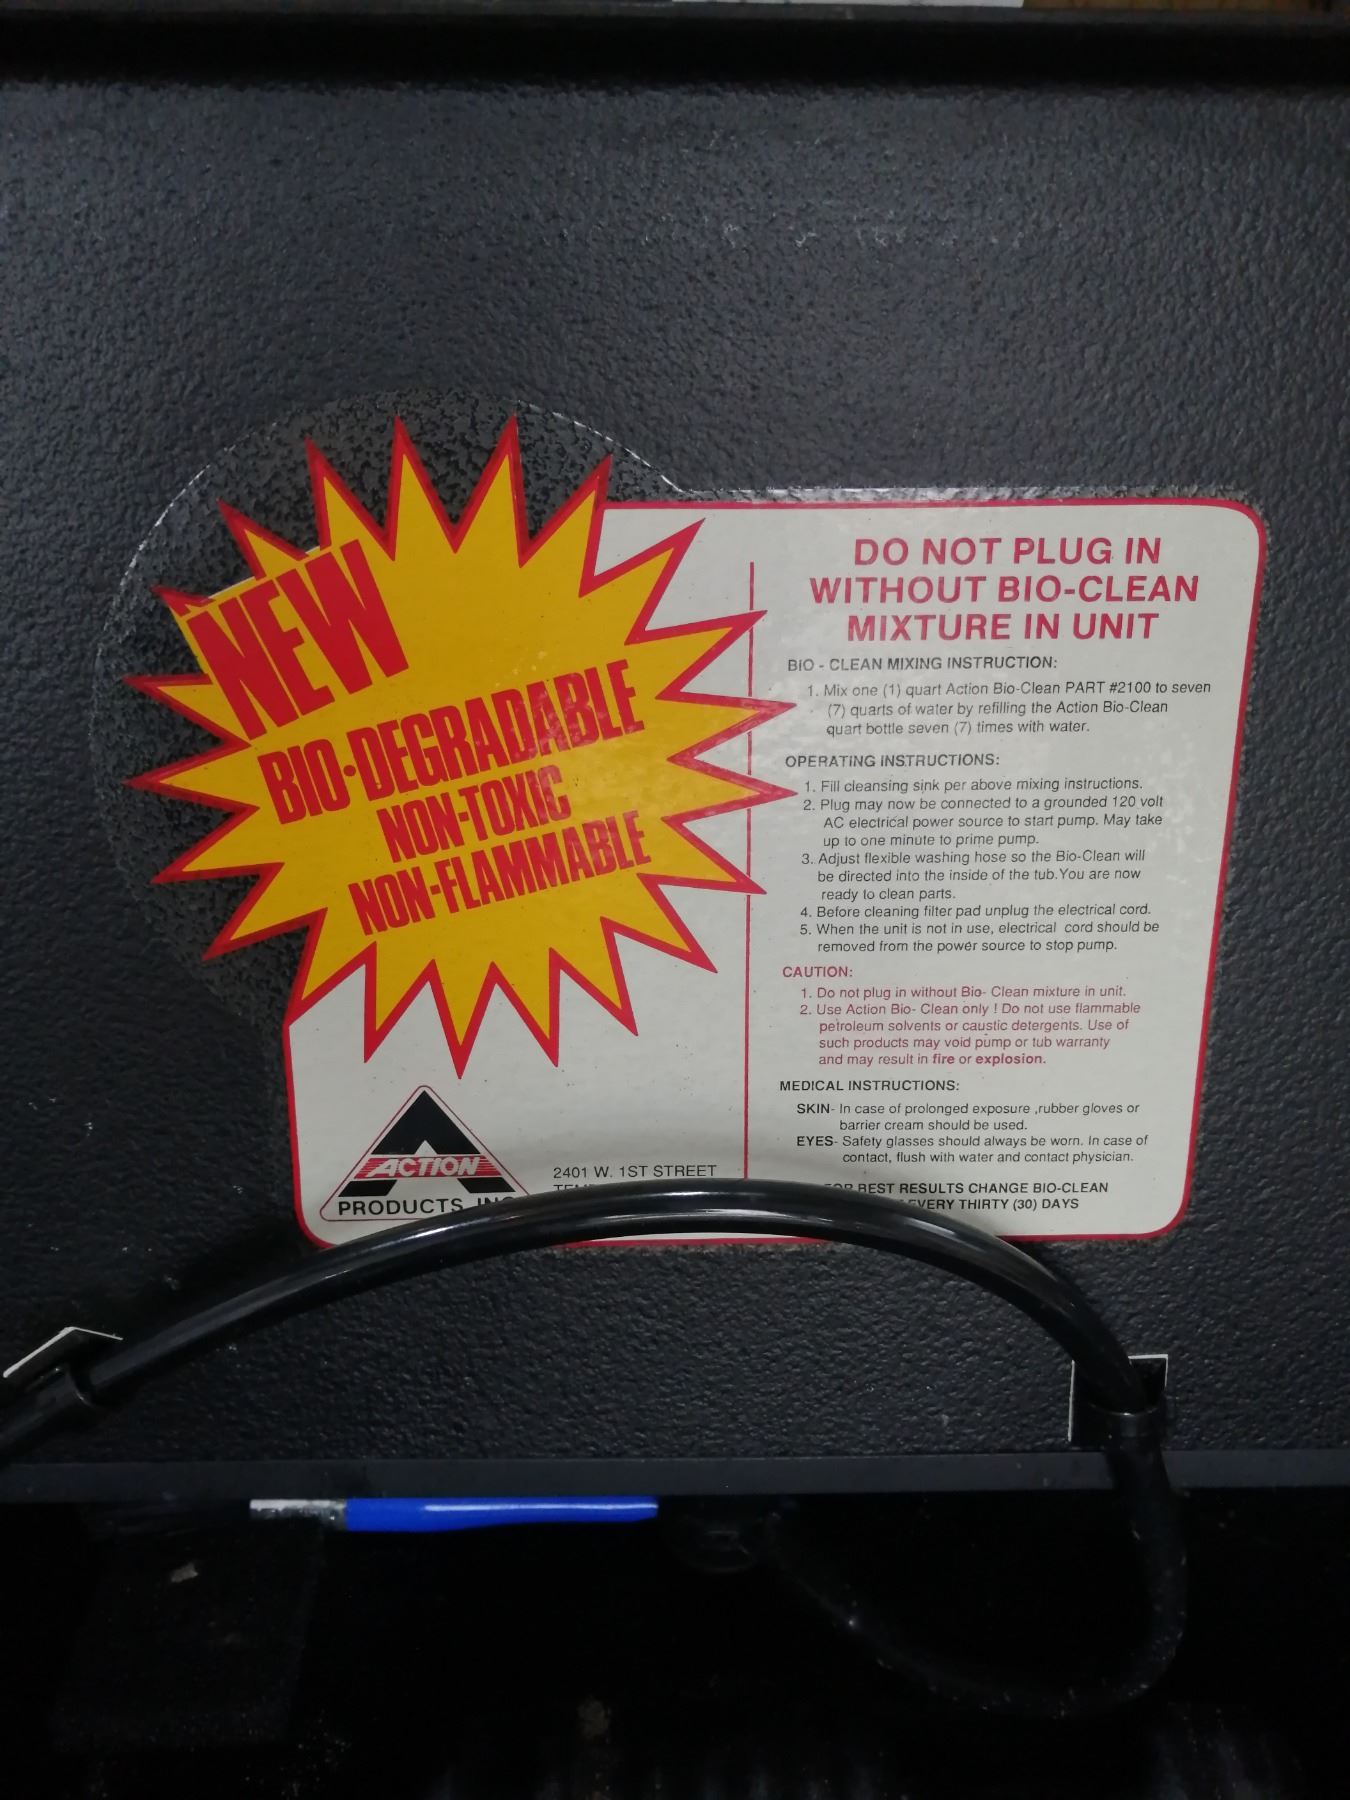 NEW
BIO-DEGRADABLE
NON-TOXIC
NON-FLAMMABLE
ACTION
PRODUCTS
2401 W. 1ST STREET
DO NOT PLUG IN
WITHOUT BIO-CLEAN
MIXTURE IN UNIT
BIO - CLEAN MIXING INSTRUCTION:
1. Mix one (1) quart Action Bio-Clean PART #2100 to seven
(7) quarts of water by refilling the Action Bio-Clean
quart bottle seven (7) times with water.
OPERATING INSTRUCTIONS:
1. Fill cleansing sink per above mixing instructions.
2. Plug may now be connected to a grounded 120 volt
AC electrical power source to start pump. May take
up to one minute to prime pump.
3. Adjust flexible washing hose so the Bio-Clean will
be directed into the inside of the tub.You are now
ready to clean parts.
4. Before cleaning filter pad unplug the electrical cord.
5. When the unit is not in use, electrical cord should be
removed from the power source to stop pump.
CAUTION:
1. Do not plug in without Bio- Clean mixture in unit.
2. Use Action Bio- Clean only ! Do not use flammable
petroleum solvents or caustic detergents. Use of
such products may void pump or tub warranty
and may result in fire or explosion.
MEDICAL INSTRUCTIONS:
SKIN- In case of prolonged exposure ,rubber gloves or
barrier cream should be used.
EYES- Safety glasses should always be worn. In case of
contact, flush with water and contact physician.
FOR BEST RESULTS CHANGE BIO-CLEAN
EVERY THIRTY (30) DAYS